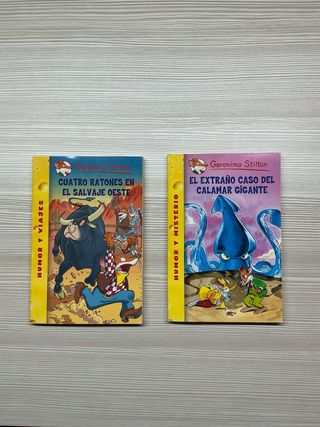 Geronimo Stilton
CUATRO RATONES EN
EL SALVAJE OESTE
HUMOR Y VIAJES
Geronimo Stilton
EL EXTRAÑO CASO DEL
CALAMAR GIGANTE
HUMOR Y MISTERIO